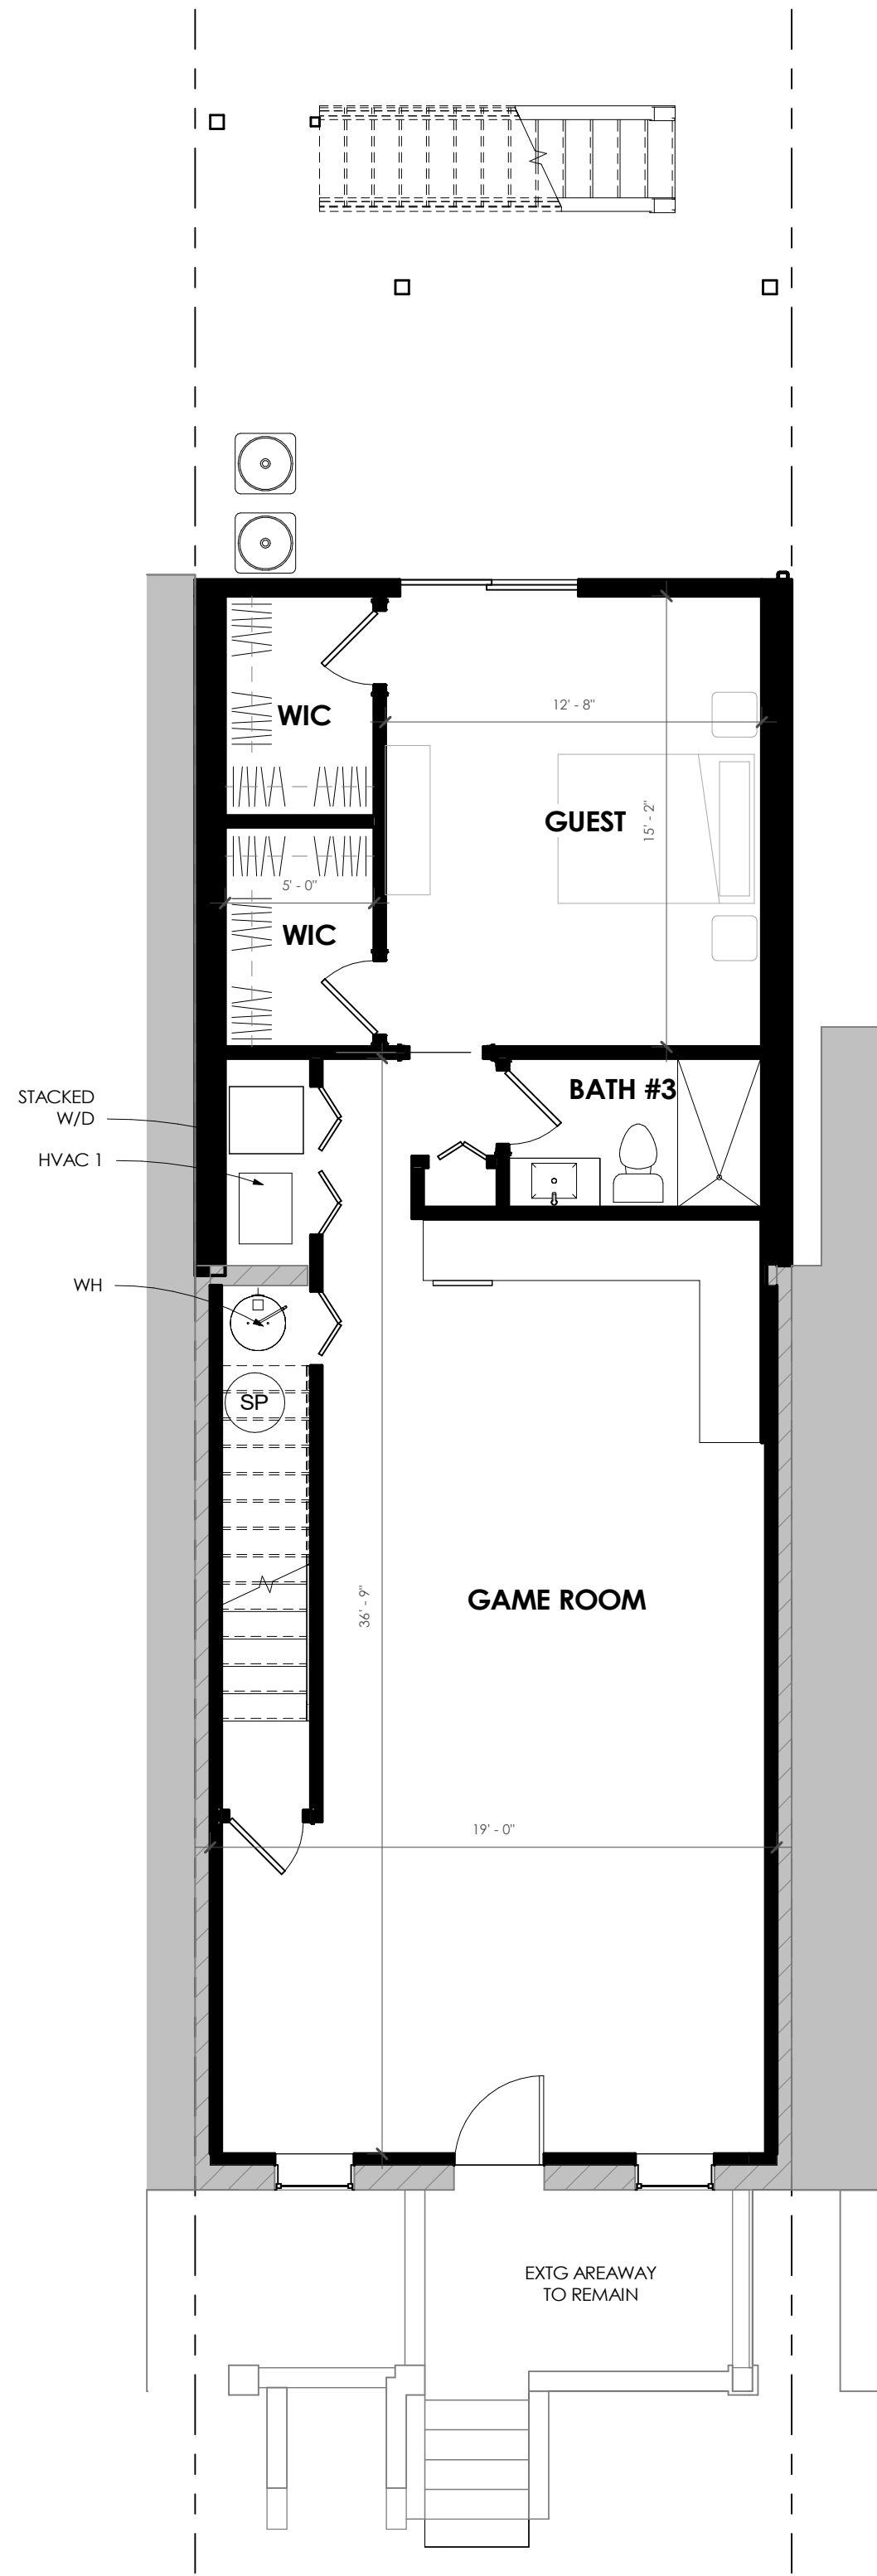 WIC
12' - 8"
GUEST
15' - 2"
5' - 0"
WIC
STACKED
W/D
BATH #3
HVAC 1
WH
SP
36' - 9"
GAME ROOM
19' - 0"
EXTG AREAWAY
TO REMAIN